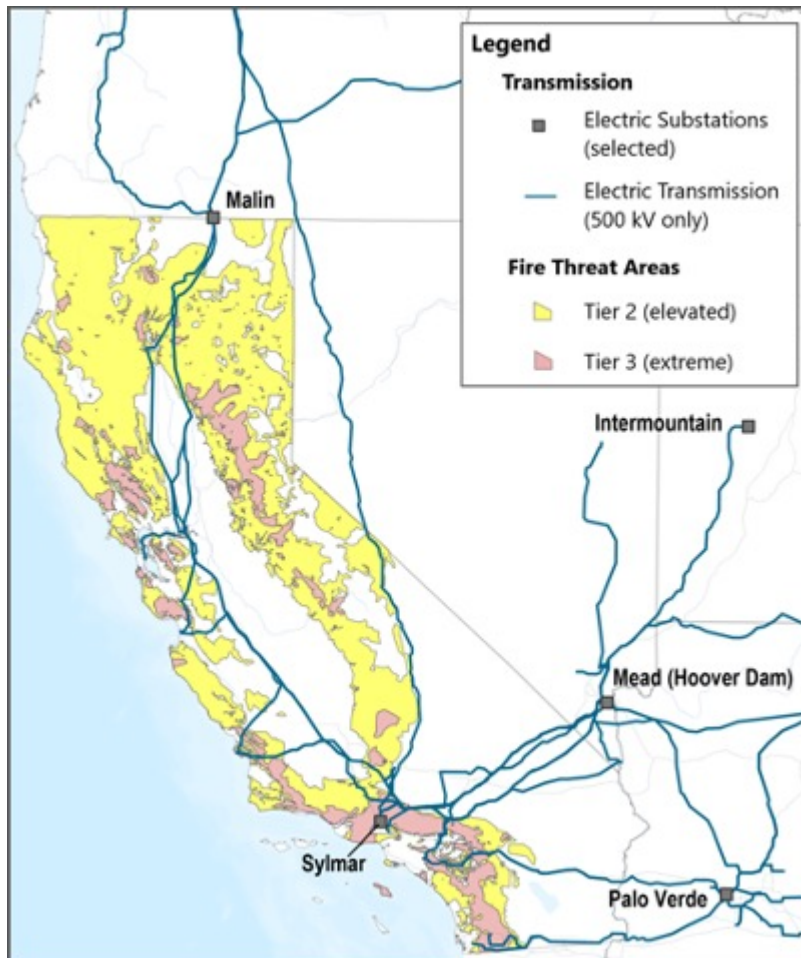 Legend
Transmission
Electric Substations
(selected)
Electric Transmission
(500 kV only)
Fire Threat Areas
Tier 2 (elevated)
Tier 3 (extreme)
Malin
Intermountain
Mead (Hoover Dam)
Sylmar
Palo Verde